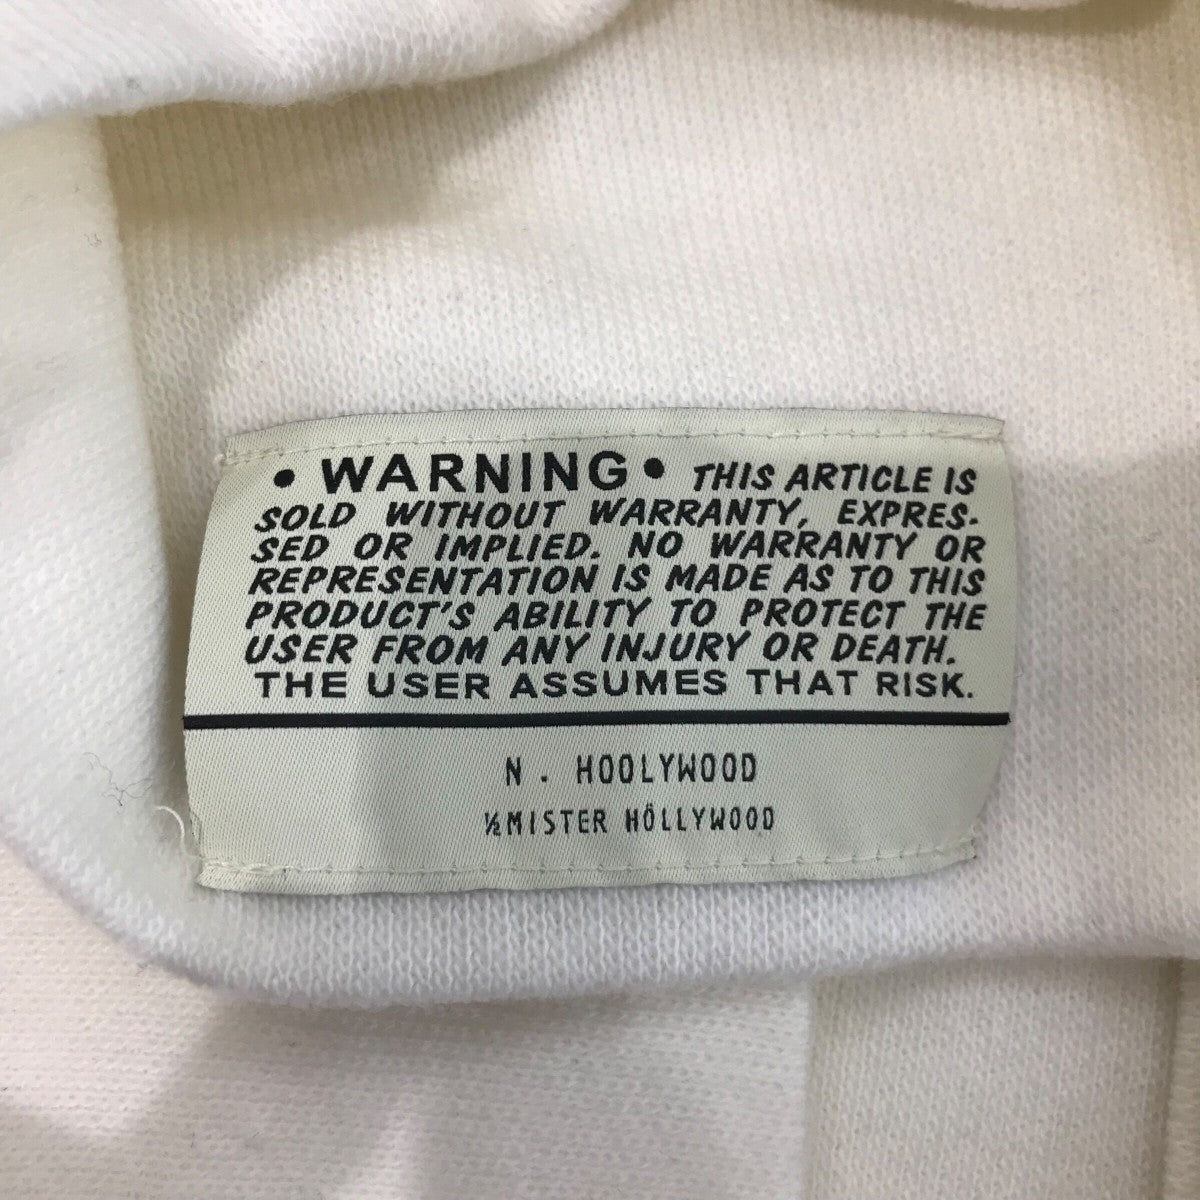 • WARNING • THIS ARTICLE IS
SOLD WITHOUT WARRANTY, EXPRES-
SED OR IMPLIED. NO WARRANTY OR
REPRESENTATION IS MADE AS TO THIS
PRODUCT'S ABILITY TO PROTECT THE
USER FROM ANY INJURY OR DEATH.
THE USER ASSUMES THAT RISK.
N . HOOLYWOOD
½MISTER HÖLLYWOOD